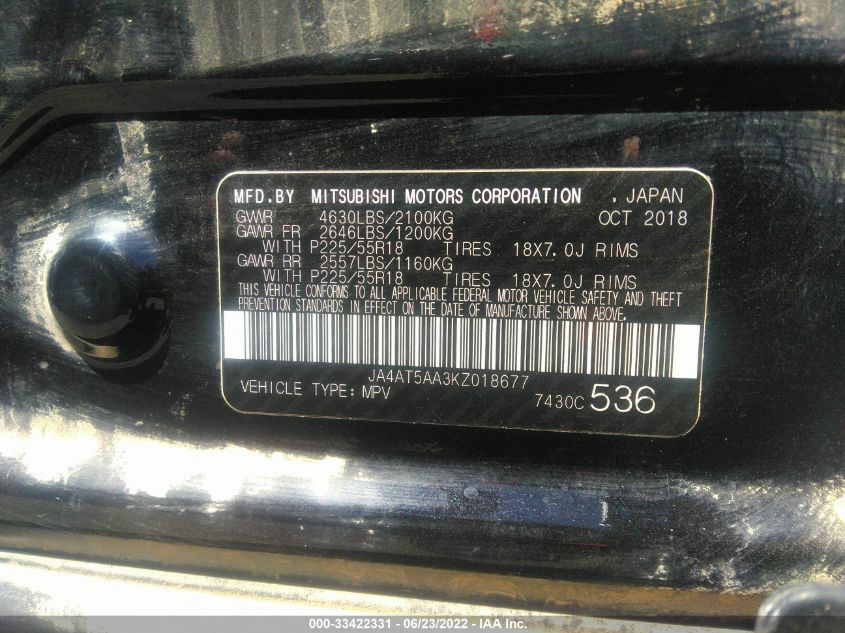 MFD.BY MITSUBISHI MOTORS CORPORATION , JAPAN
GVWR 4630LBS/2100KG OCT 2018
GAWR FR 2646LBS/1200KG
WITH P225/55R18 TIRES 18X7.0J RIMS
GAWR RR 2557LBS/1160KG
WITH P225/55R18 TIRES 18X7.0J RIMS
THIS VEHICLE CONFORMS TO ALL APPLICABLE FEDERAL MOTOR VEHICLE SAFETY AND THEFT
PREVENTION STANDARDS IN EFFECT ON THE DATE OF MANUFACTURE SHOWN ABOVE.
JA4AT5AA3KZ018677
VEHICLE TYPE: MPV 7430C 536
000-33422331 - 06/23/2022 - IAA Inc.